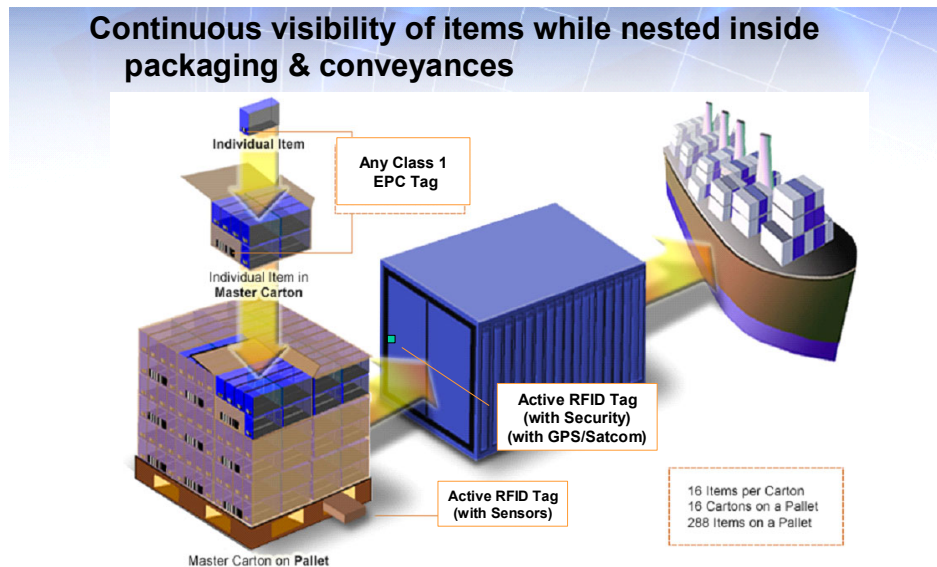 Continuous visibility of items while nested inside
packaging & conveyances
Individual Item
Any Class 1
EPC Tag
Individual Item in
Master Carton
Active RFID Tag
(with Security)
(with GPS/Satcom)
Active RFID Tag
(with Sensors)
16 Items per Carton
16 Cartons on a Pallet
288 Items on a Pallet
Master Carton on Pallet